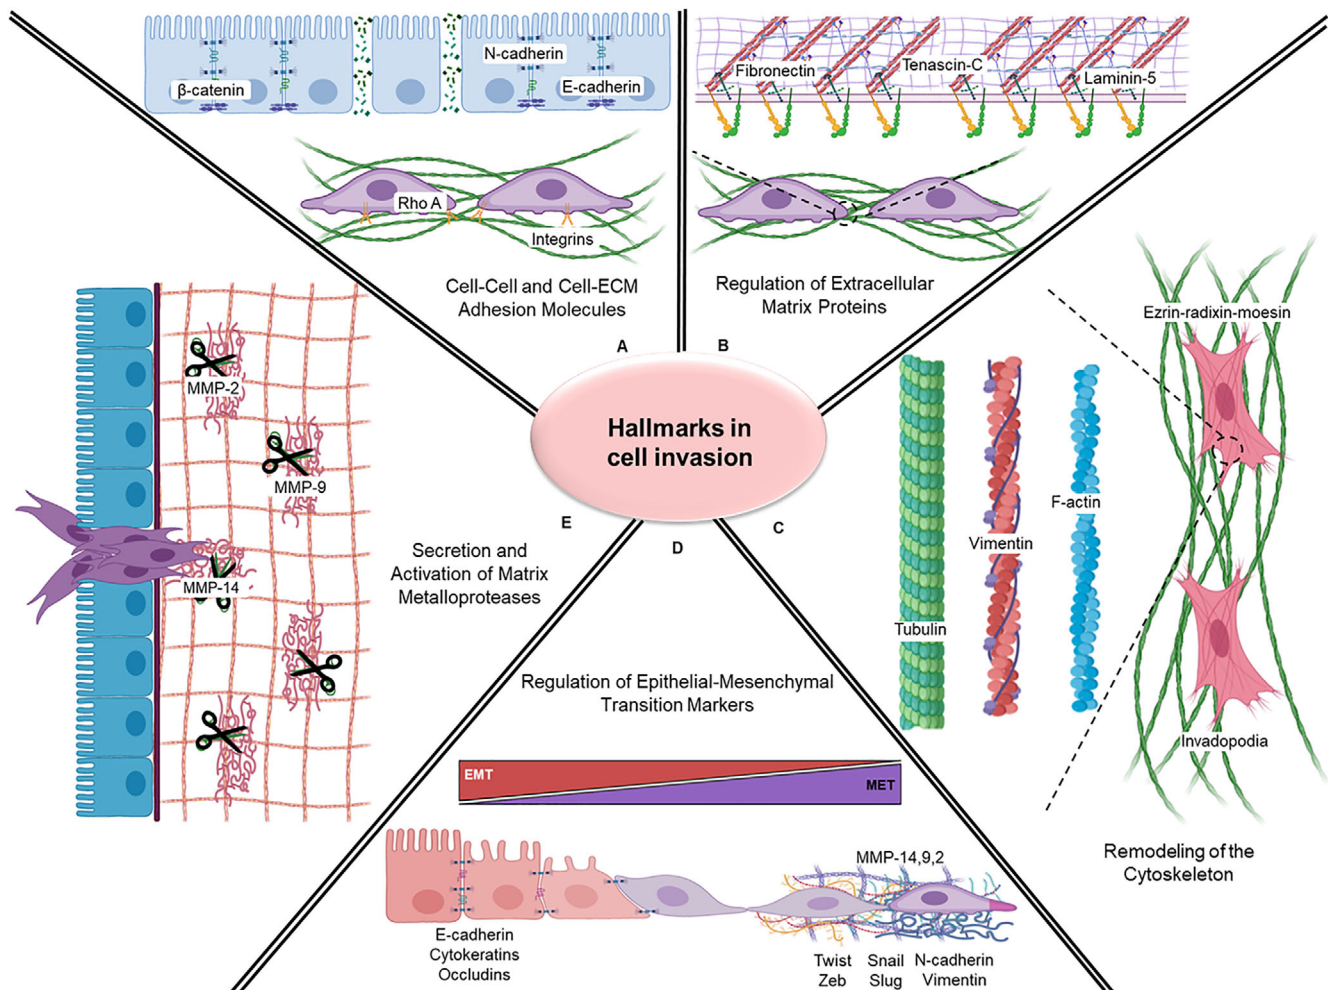 N-cadherin
β-catenin
E-cadherin
Rho A
Integrins
Cell-Cell and Cell-ECM
Adhesion Molecules
A
Fibronectin
Tenascin-C
Laminin-5
Regulation of Extracellular
Matrix Proteins
B
Hallmarks in
cell invasion
Ezrin-radixin-moesin
F-actin
Vimentin
Tubulin
Invadopodia
Remodeling of the
Cytoskeleton
C
D
Regulation of Epithelial-Mesenchymal
Transition Markers
EMT
MET
MMP-14,9,2
E-cadherin
Cytokeratins
Occludins
Twist
Zeb
Snail
Slug
N-cadherin
Vimentin
E
MMP-2
MMP-9
MMP-14
Secretion and
Activation of Matrix
Metalloproteases